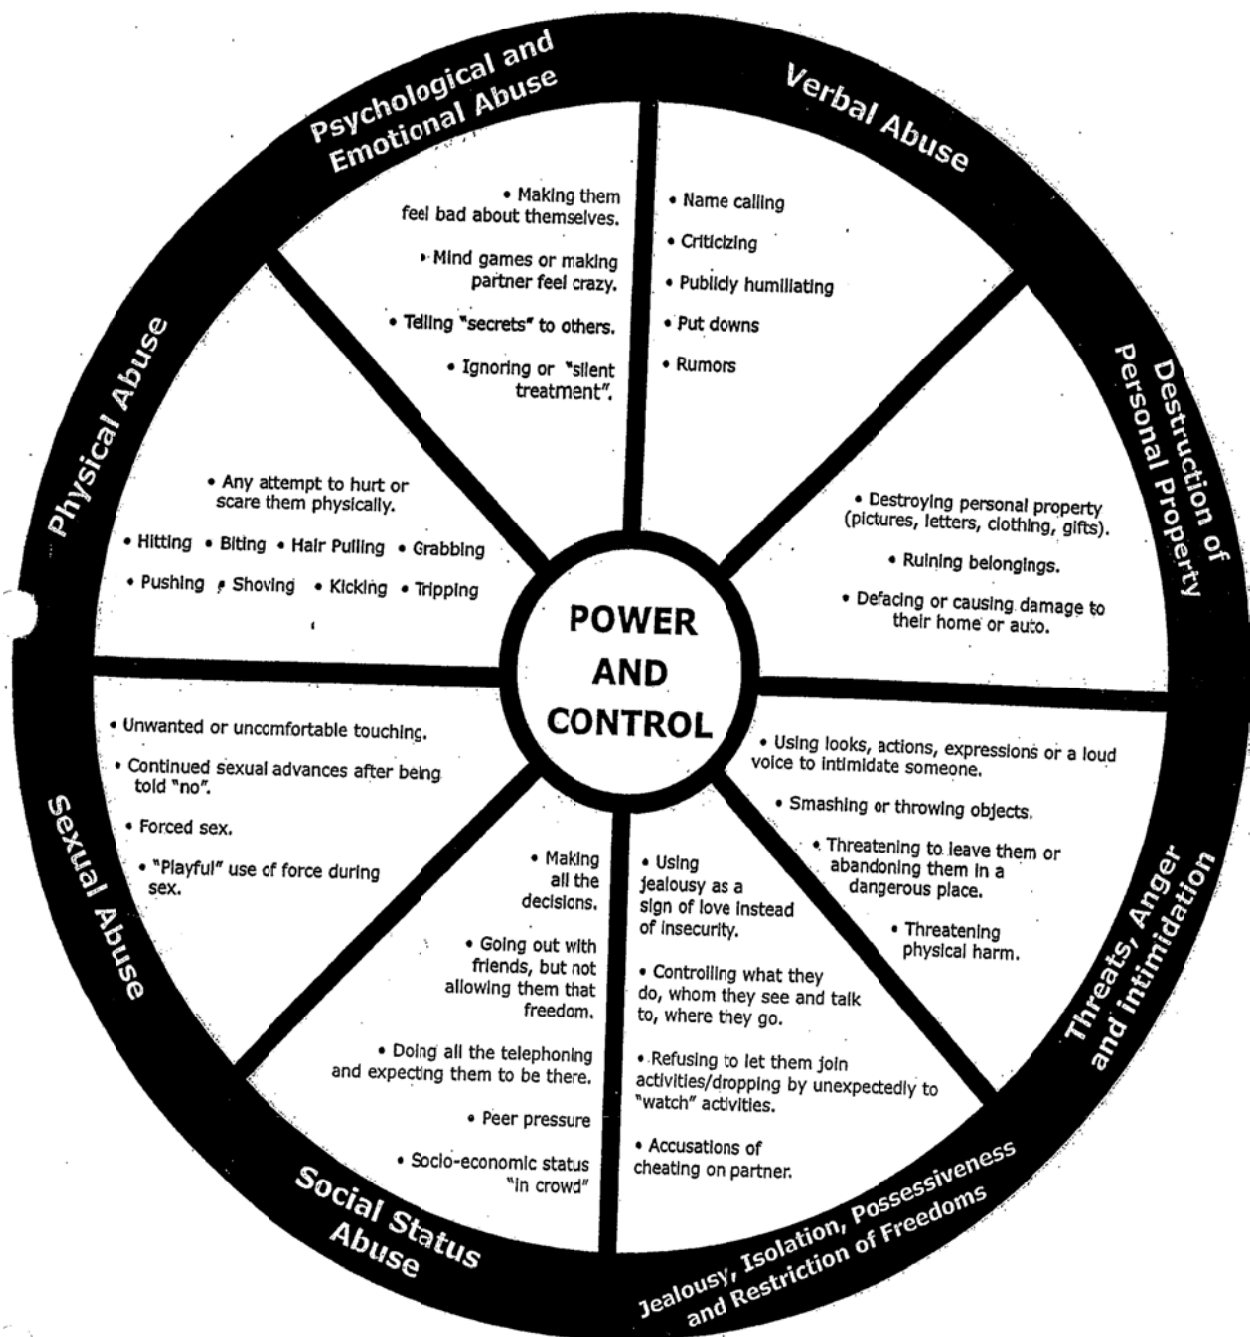 Psychological and
Emotional Abuse
• Making them
feel bad about themselves.
• Mind games or making
partner feel crazy.
• Telling "secrets" to others.
• Ignoring or "silent
treatment".
Verbal Abuse
• Name calling
• Criticizing
• Publicly humiliating
• Put downs
• Rumors
Destruction of
Personal Property
• Destroying personal property
(pictures, letters, clothing, gifts).
• Ruining belongings.
• Defacing or causing damage to
their home or auto.
Threats, Anger
and intimidation
• Using looks, actions, expressions or a loud
voice to intimidate someone.
• Smashing or throwing objects.
• Threatening to leave them or
abandoning them in a
dangerous place.
• Threatening
physical harm.
Jealousy, Isolation, Possessiveness
and Restriction of Freedoms
• Using
jealousy as a
sign of love instead
of insecurity.
• Controlling what they
do, whom they see and talk
to, where they go.
• Refusing to let them join
activities/dropping by unexpectedly to
"watch" activities.
• Accusations of
cheating on partner.
Social Status
Abuse
• Making
all the
decisions.
• Going out with
friends, but not
allowing them that
freedom.
• Doing all the telephoning
and expecting them to be there.
• Peer pressure
• Socio-economic status
"in crowd"
Sexual Abuse
• Unwanted or uncomfortable touching.
• Continued sexual advances after being
told "no".
• Forced sex.
• "Playful" use of force during
sex.
Physical Abuse
• Any attempt to hurt or
scare them physically.
• Hitting • Biting • Hair Pulling • Grabbing
• Pushing • Shoving • Kicking • Tripping
POWER
AND
CONTROL